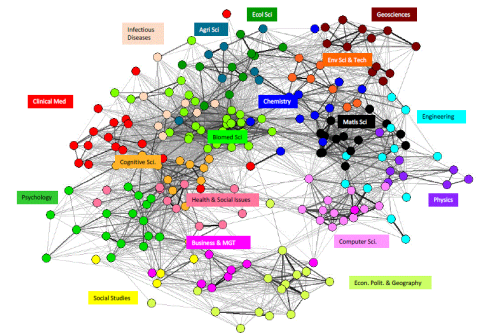 Ecol Sci
Geosciences
Infectious
Diseases
Agri Sci
Env Sci & Tech
Clinical Med
Chemistry
Engineering
Matls Sci
Biomed Sci
Cognitive Sci.
Psychology
Health & Social Issues
Physics
Business & MGT
Computer Sci.
Social Studies
Econ. Polit. & Geography